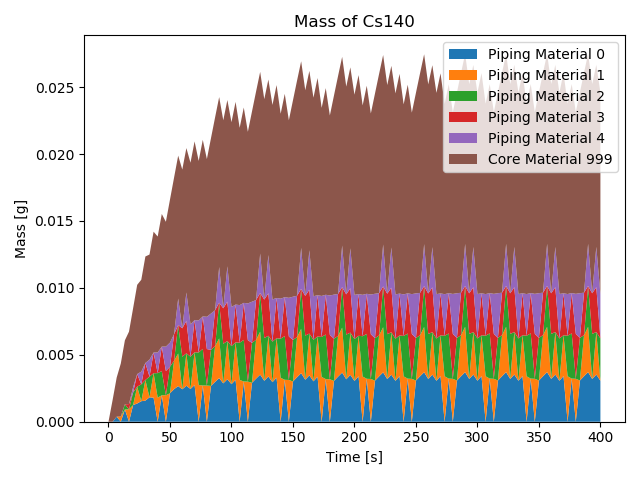 Mass of Cs140
Piping Material 0
Piping Material 1
Piping Material 2
Piping Material 3
Piping Material 4
Core Material 999
Mass [g]
0.025
0.020
0.015
0.010
0.005
0.000
0 50 100 150 200 250 300 350 400
Time [s]